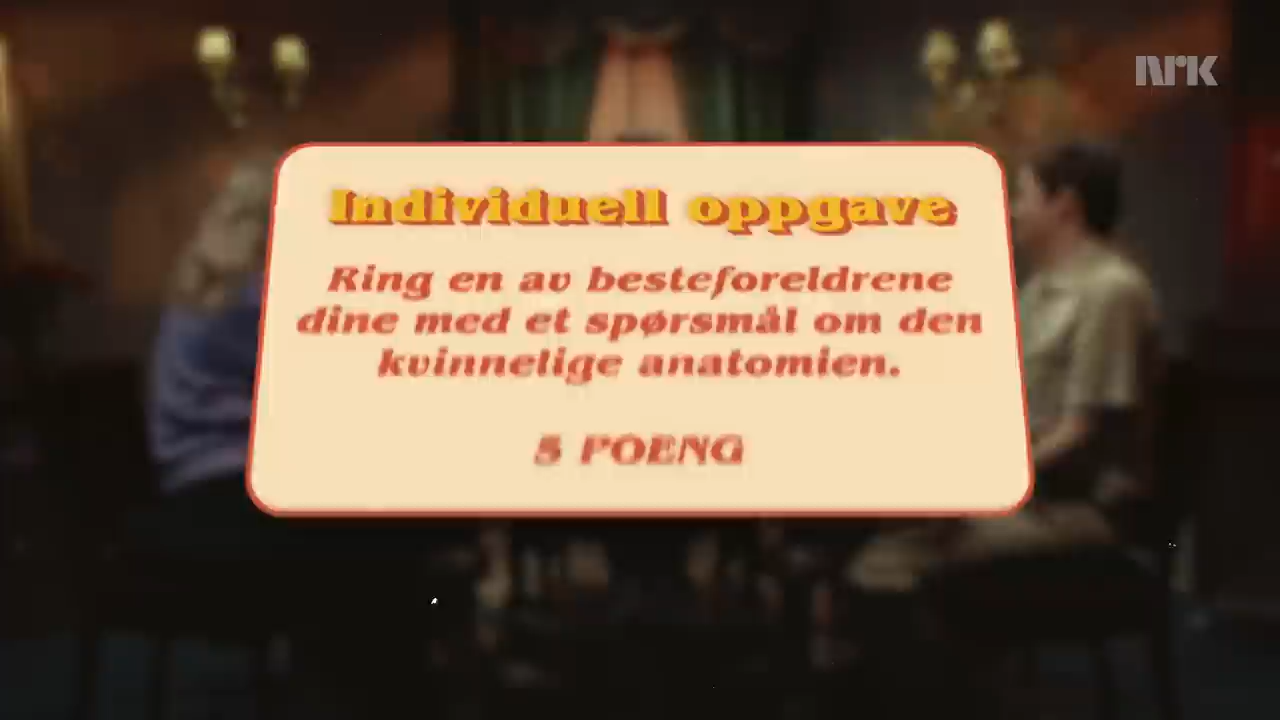 NRK
Individuell oppgave
Ring en av besteforeldrene
dine med et spørsmål om den
kvinnelige anatomien.
5 POENG